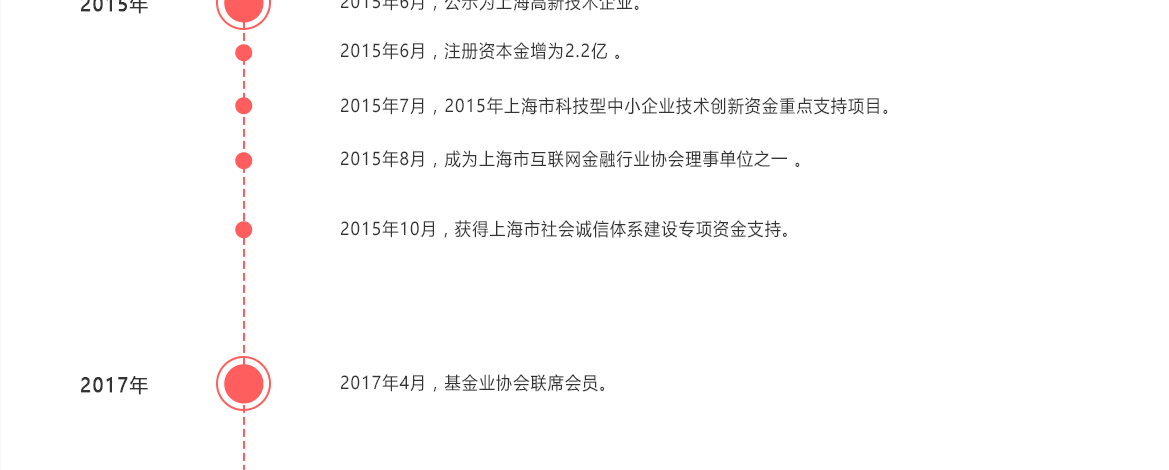 2015年
2015年6月，公示为上海高新技术企业。
2015年6月，注册资本金增为2.2亿 。
2015年7月，2015年上海市科技型中小企业技术创新资金重点支持项目。
2015年8月，成为上海市互联网金融行业协会理事单位之一 。
2015年10月，获得上海市社会诚信体系建设专项资金支持。
2017年
2017年4月，基金业协会联席会员。